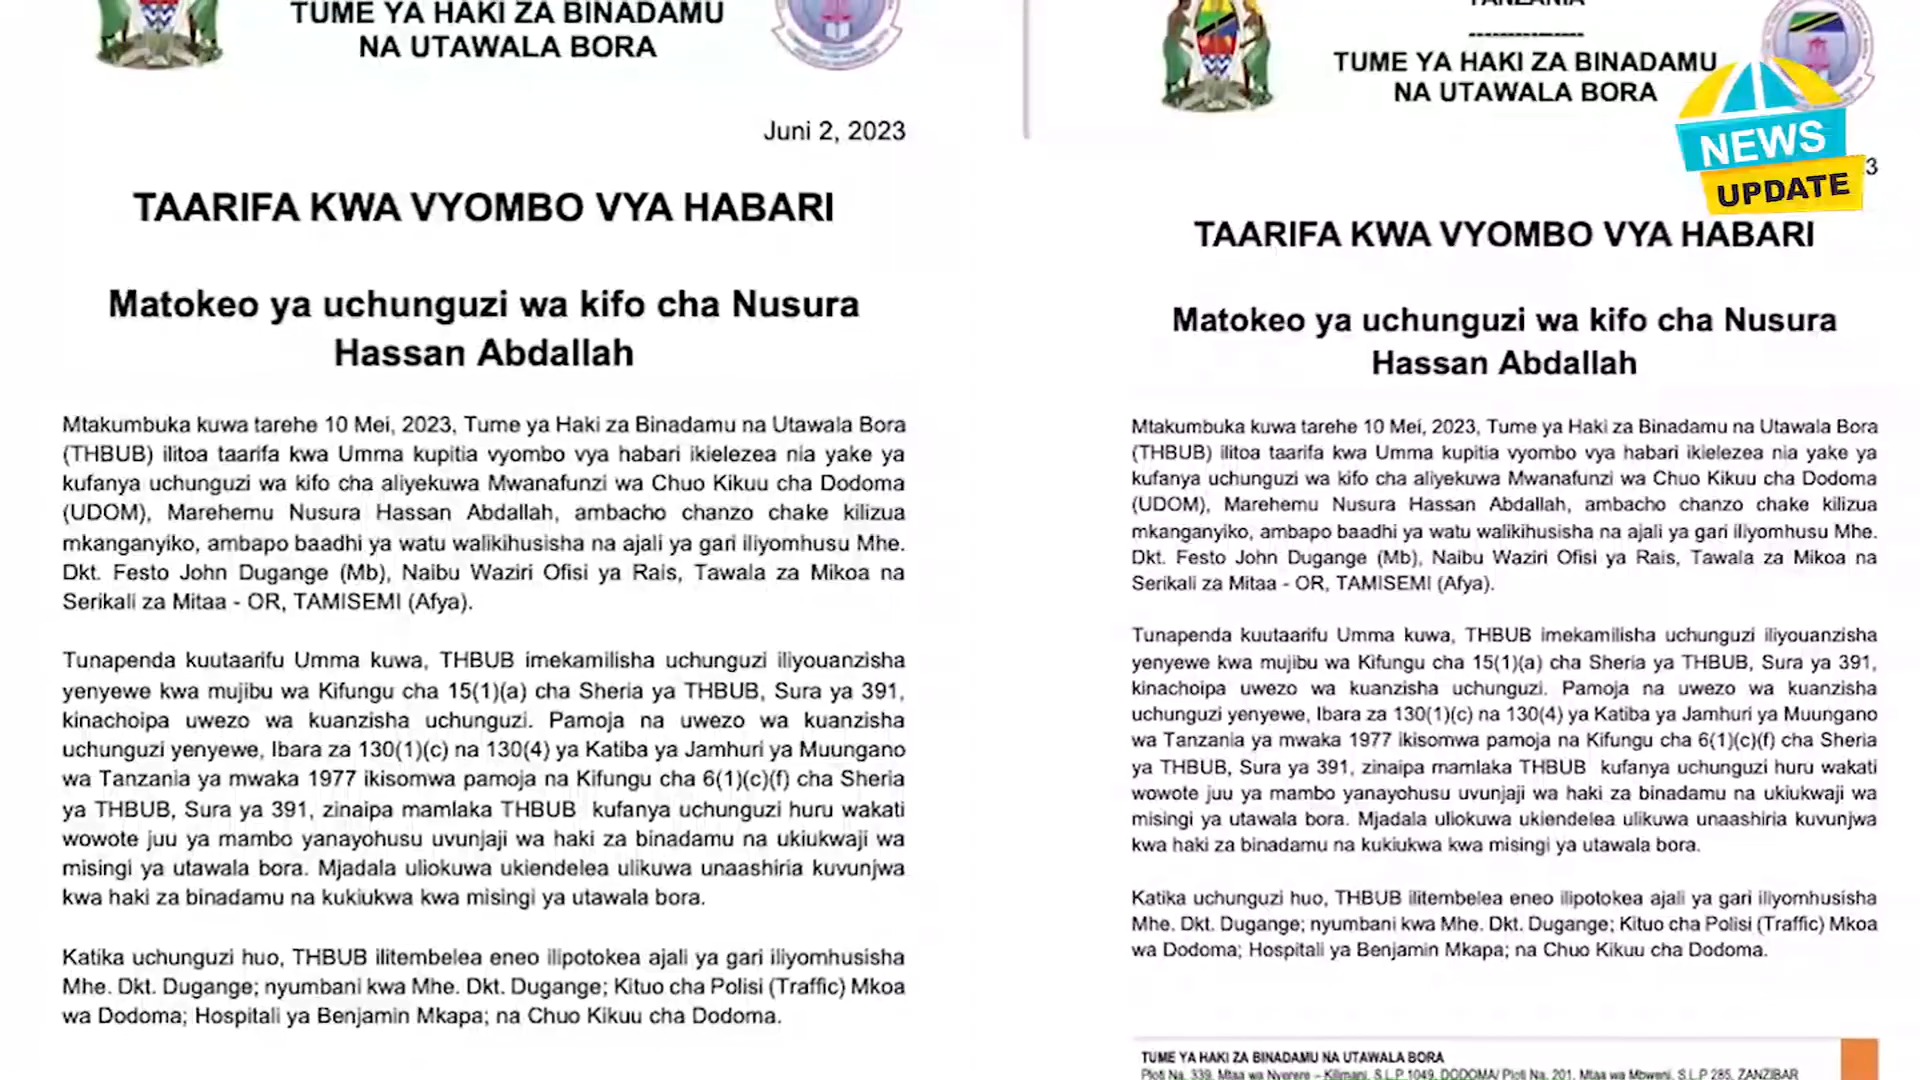 TUME YA HAKI ZA BINADAMU
NA UTAWALA BORA
Juni 2, 2023
TAARIFA KWA VYOMBO VYA HABARI
Matokeo ya uchunguzi wa kifo cha Nusura
Hassan Abdallah
Mtakumbuka kuwa tarehe 10 Mei, 2023, Tume ya Haki za Binadamu na Utawala Bora
(THBUB) ilitoa taarifa kwa Umma kupitia vyombo vya habari ikielezea nia yake ya
kufanya uchunguzi wa kifo cha aliyekuwa Mwanafunzi wa Chuo Kikuu cha Dodoma
(UDOM), Marehemu Nusura Hassan Abdallah, ambacho chanzo chake kilizua
mkanganyiko, ambapo baadhi ya watu walikihusisha na ajali ya gari iliyomhusu Mhe.
Dkt. Festo John Dugange (Mb), Naibu Waziri Ofisi ya Rais, Tawala za Mikoa na
Serikali za Mitaa - OR, TAMISEMI (Afya).
Tunapenda kuutaarifu Umma kuwa, THBUB imekamilisha uchunguzi iliyouanzisha
yenyewe kwa mujibu wa Kifungu cha 15(1)(a) cha Sheria ya THBUB, Sura ya 391,
kinachoipa uwezo wa kuanzisha uchunguzi. Pamoja na uwezo wa kuanzisha
uchunguzi yenyewe, Ibara za 130(1)(c) na 130(4) ya Katiba ya Jamhuri ya Muungano
wa Tanzania ya mwaka 1977 ikisomwa pamoja na Kifungu cha 6(1)(c)(f) cha Sheria
ya THBUB, Sura ya 391, zinaipa mamlaka THBUB kufanya uchunguzi huru wakati
wowote juu ya mambo yanayohusu uvunjaji wa haki za binadamu na ukiukwaji wa
misingi ya utawala bora. Mjadala uliokuwa ukiendelea ulikuwa unaashiria kuvunjwa
kwa haki za binadamu na kukiukwa kwa misingi ya utawala bora.
Katika uchunguzi huo, THBUB ilitembelea eneo ilipotokea ajali ya gari iliyomhusisha
Mhe. Dkt. Dugange; nyumbani kwa Mhe. Dkt. Dugange; Kituo cha Polisi (Traffic) Mkoa
wa Dodoma; Hospitali ya Benjamin Mkapa; na Chuo Kikuu cha Dodoma.
TANZANIA
---------------
TUME YA HAKI ZA BINADAMU
NA UTAWALA BORA
NEWS
UPDATE
3
TAARIFA KWA VYOMBO VYA HABARI
Matokeo ya uchunguzi wa kifo cha Nusura
Hassan Abdallah
Mtakumbuka kuwa tarehe 10 Mei, 2023, Tume ya Haki za Binadamu na Utawala Bora
(THBUB) ilitoa taarifa kwa Umma kupitia vyombo vya habari ikielezea nia yake ya
kufanya uchunguzi wa kifo cha aliyekuwa Mwanafunzi wa Chuo Kikuu cha Dodoma
(UDOM), Marehemu Nusura Hassan Abdallah, ambacho chanzo chake kilizua
mkanganyiko, ambapo baadhi ya watu walikihusisha na ajali ya gari iliyomhusu Mhe.
Dkt. Festo John Dugange (Mb), Naibu Waziri Ofisi ya Rais, Tawala za Mikoa na
Serikali za Mitaa - OR, TAMISEMI (Afya).
Tunapenda kuutaarifu Umma kuwa, THBUB imekamilisha uchunguzi iliyouanzisha
yenyewe kwa mujibu wa Kifungu cha 15(1)(a) cha Sheria ya THBUB, Sura ya 391,
kinachoipa uwezo wa kuanzisha uchunguzi. Pamoja na uwezo wa kuanzisha
uchunguzi yenyewe, Ibara za 130(1)(c) na 130(4) ya Katiba ya Jamhuri ya Muungano
wa Tanzania ya mwaka 1977 ikisomwa pamoja na Kifungu cha 6(1)(c)(f) cha Sheria
ya THBUB, Sura ya 391, zinaipa mamlaka THBUB kufanya uchunguzi huru wakati
wowote juu ya mambo yanayohusu uvunjaji wa haki za binadamu na ukiukwaji wa
misingi ya utawala bora. Mjadala uliokuwa ukiendelea ulikuwa unaashiria kuvunjwa
kwa haki za binadamu na kukiukwa kwa misingi ya utawala bora.
Katika uchunguzi huo, THBUB ilitembelea eneo ilipotokea ajali ya gari iliyomhusisha
Mhe. Dkt. Dugange; nyumbani kwa Mhe. Dkt. Dugange; Kituo cha Polisi (Traffic) Mkoa
wa Dodoma; Hospitali ya Benjamin Mkapa; na Chuo Kikuu cha Dodoma.
TUME YA HAKI ZA BINADAMU NA UTAWALA BORA
Ploti Na. 339, Mtaa wa Nyerere – Kilimani, S.L.P 1049, DODOMA/ Ploti Na. 201, Mtaa wa Mbweni, S.L.P 285, ZANZIBAR